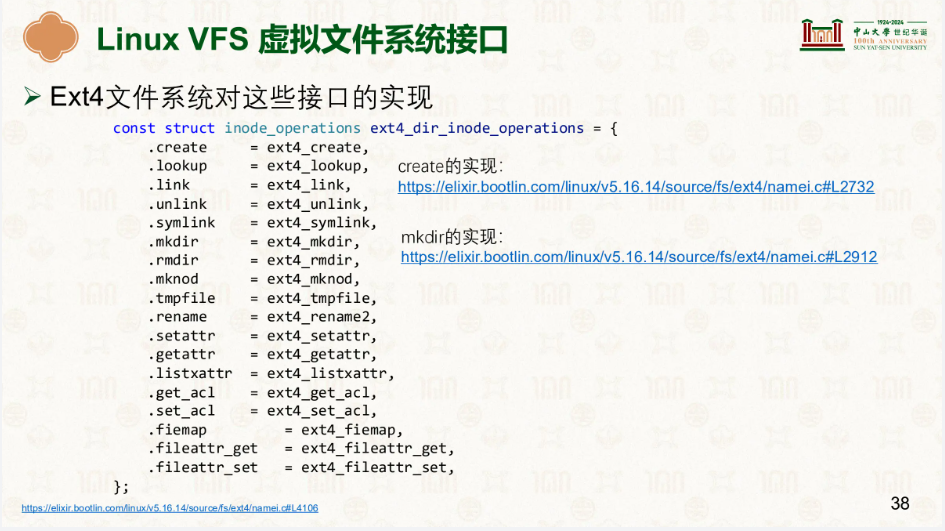 Linux VFS 虚拟文件系统接口
1924-2024
中山大學 世纪华诞
100th ANNIVERSARY
SUN YAT-SEN UNIVERSITY
➢ Ext4文件系统对这些接口的实现
const struct inode_operations ext4_dir_inode_operations = {
.create = ext4_create,
.lookup = ext4_lookup,
.link = ext4_link,
.unlink = ext4_unlink,
.symlink = ext4_symlink,
.mkdir = ext4_mkdir,
.rmdir = ext4_rmdir,
.mknod = ext4_mknod,
.tmpfile = ext4_tmpfile,
.rename = ext4_rename2,
.setattr = ext4_setattr,
.getattr = ext4_getattr,
.listxattr = ext4_listxattr,
.get_acl = ext4_get_acl,
.set_acl = ext4_set_acl,
.fiemap = ext4_fiemap,
.fileattr_get = ext4_fileattr_get,
.fileattr_set = ext4_fileattr_set,
};
create的实现：
https://elixir.bootlin.com/linux/v5.16.14/source/fs/ext4/namei.c#L2732
mkdir的实现：
https://elixir.bootlin.com/linux/v5.16.14/source/fs/ext4/namei.c#L2912
https://elixir.bootlin.com/linux/v5.16.14/source/fs/ext4/namei.c#L4106
38